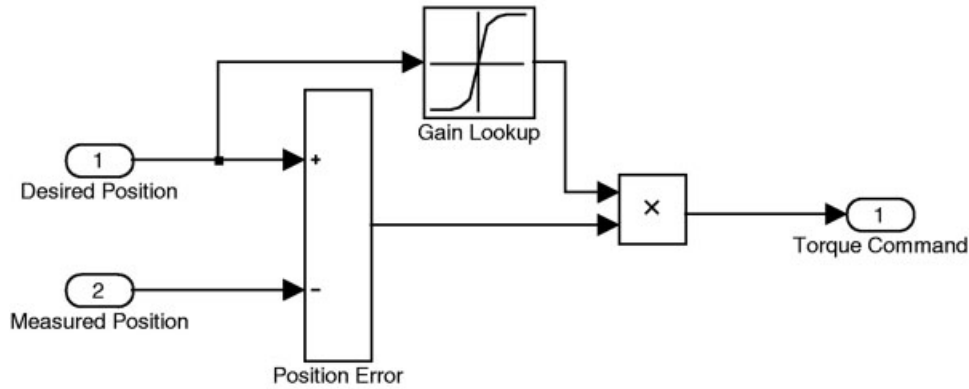 Gain Lookup
1
+
Desired Position
×
1
Torque Command
2
−
Measured Position
Position Error